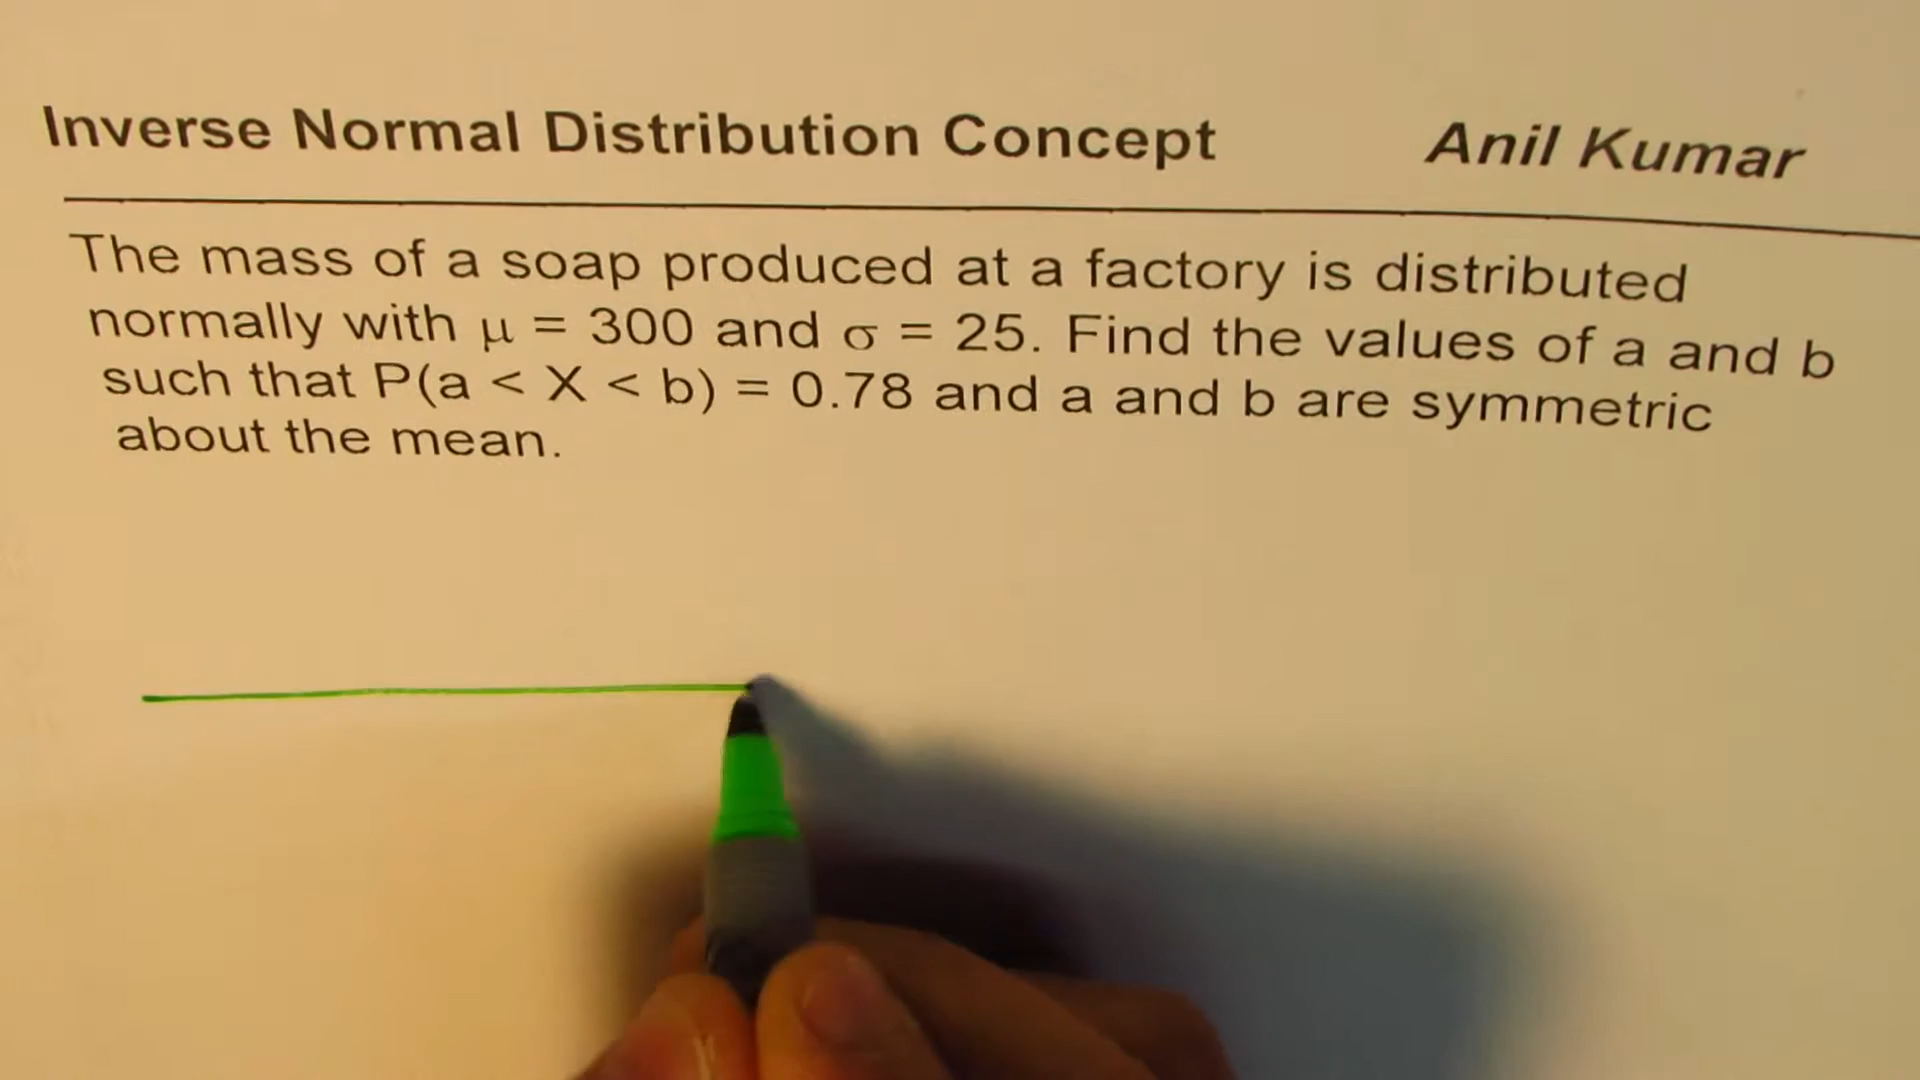 Inverse Normal Distribution Concept Anil Kumar
The mass of a soap produced at a factory is distributed
normally with μ = 300 and σ = 25. Find the values of a and b
such that P(a < X < b) = 0.78 and a and b are symmetric
about the mean.